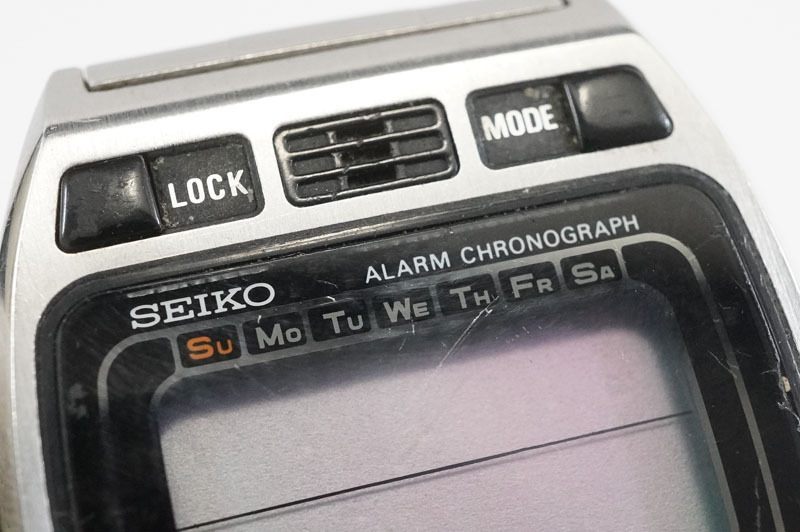 LOCK MODE
ALARM CHRONOGRAPH
SEIKO
SU MO TU WE TH FR SA